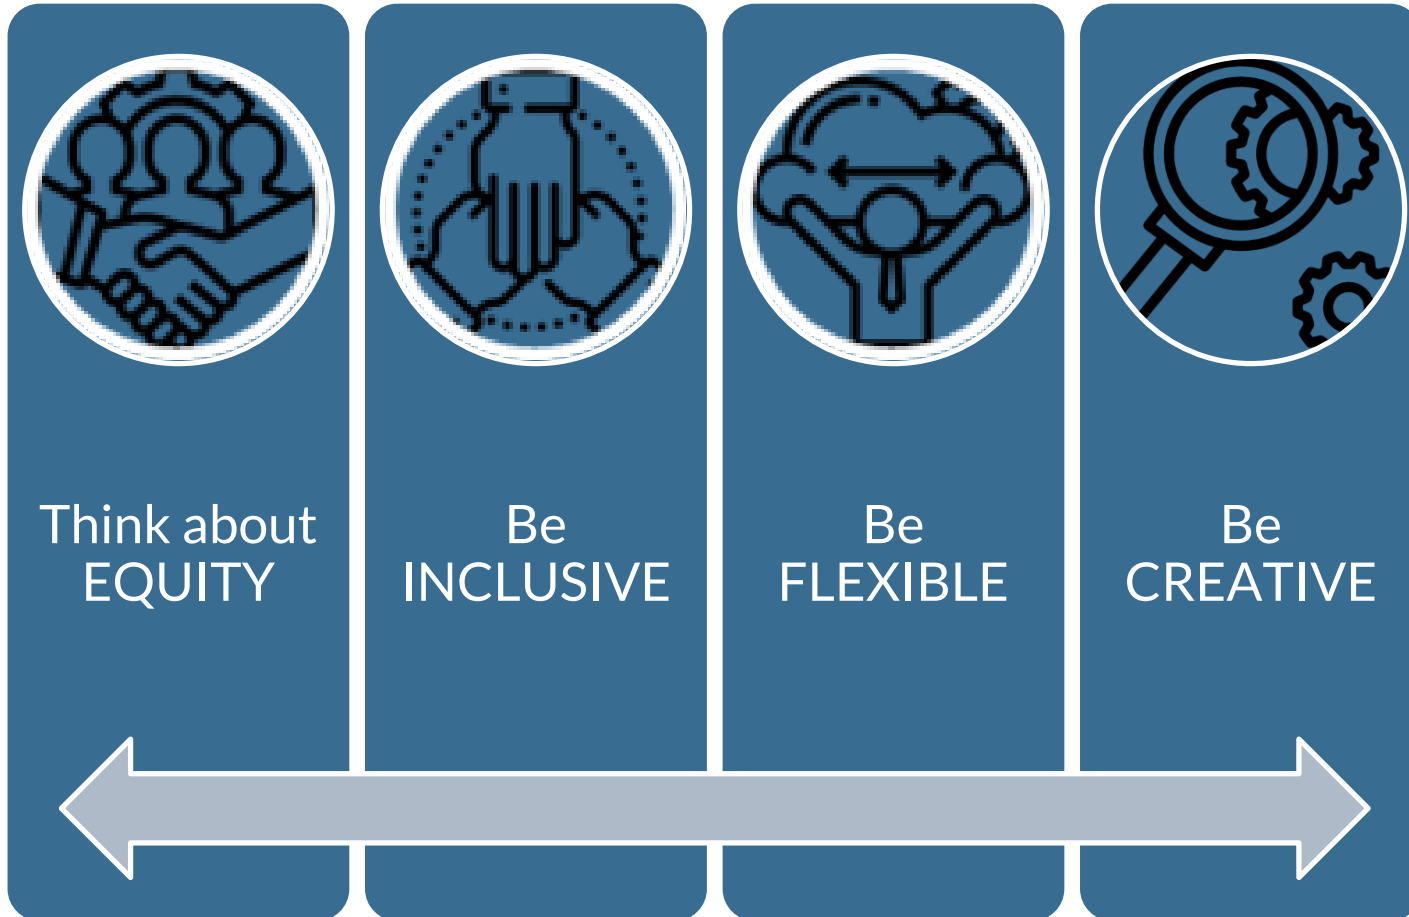 Think about
EQUITY
Be
INCLUSIVE
Be
FLEXIBLE
Be
CREATIVE